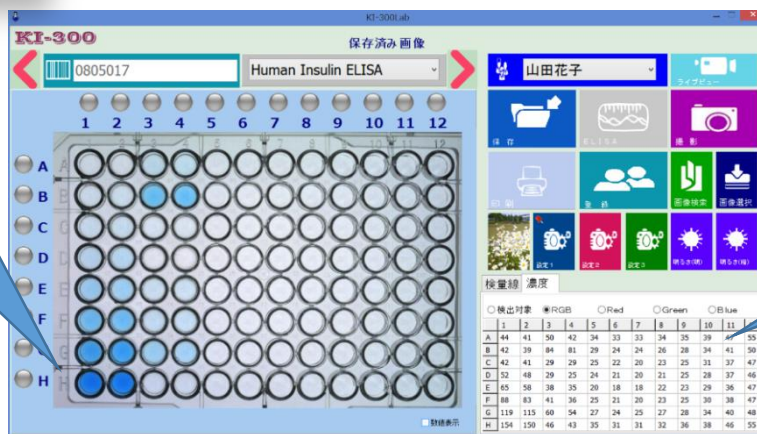 KI-300Lab
KI-300
保存済み画像
0805017
Human Insulin ELISA
山田花子
ライブビュー
1 2 3 4 5 6 7 8 9 10 11 12
A
B
C
D
E
F
G
H
保存
ELISA
撮影
印刷
登録
画像検索
画像選択
設定1
設定2
設定3
明るさ(明)
検量線 濃度
検出対象 RGB Red Green Blue
1 2 3 4 5 6 7 8 9 10 11
A 44 41 50 42 34 33 33 34 35 39 55
B 42 39 84 81 29 24 24 26 28 34 41 50
C 42 41 29 29 25 22 20 23 25 31 37 47
D 52 48 29 25 24 21 20 21 25 28 37 46
E 65 58 38 35 20 18 18 22 23 29 36 47
F 88 83 41 36 25 21 20 23 25 30 38 47
G 119 115 60 54 27 24 25 27 28 34 40 48
H 154 150 46 43 35 31 31 32 36 38 46 55
数値表示